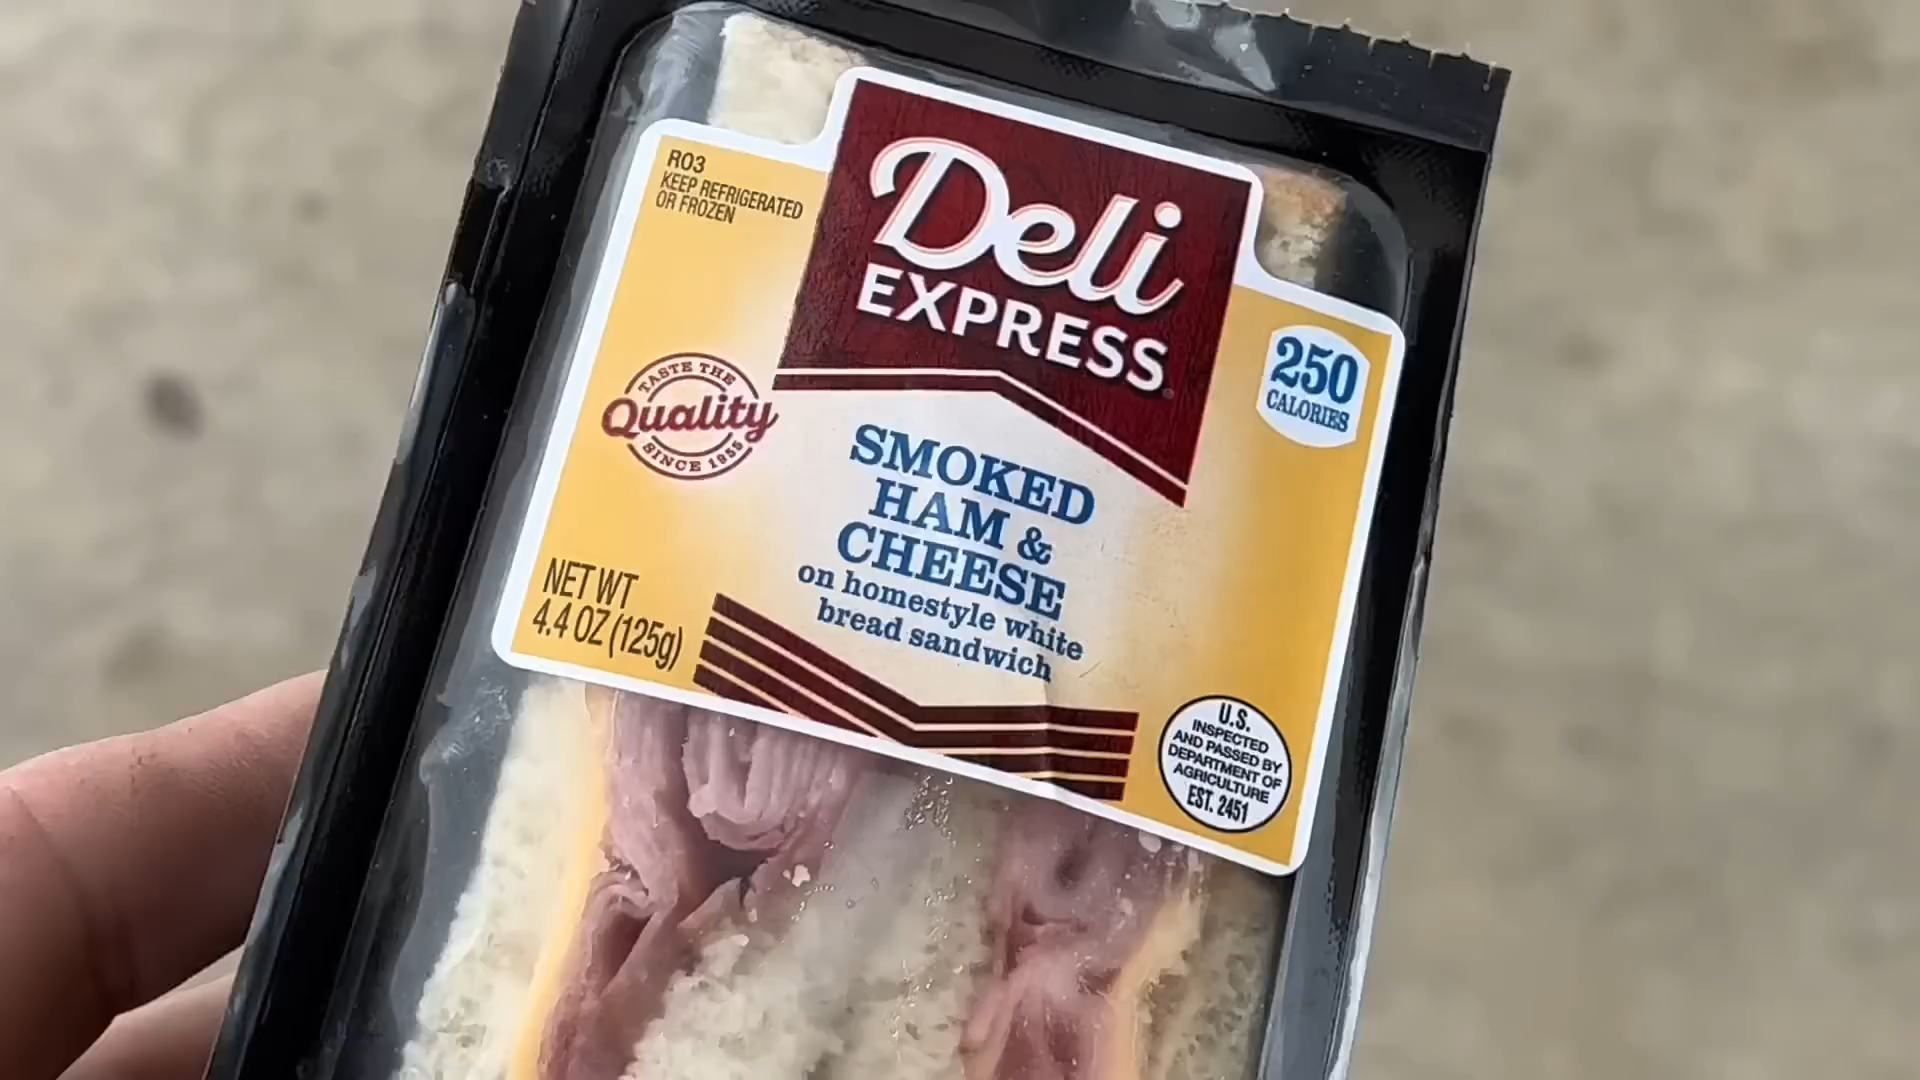 RO3
KEEP REFRIGERATED
OR FROZEN
Deli
EXPRESS
250
CALORIES
TASTE THE
Quality
SINCE 1955
SMOKED
HAM &
CHEESE
on homestyle white
bread sandwich
NET WT
4.4 OZ (125g)
U.S.
INSPECTED
AND PASSED BY
DEPARTMENT OF
AGRICULTURE
EST. 2451